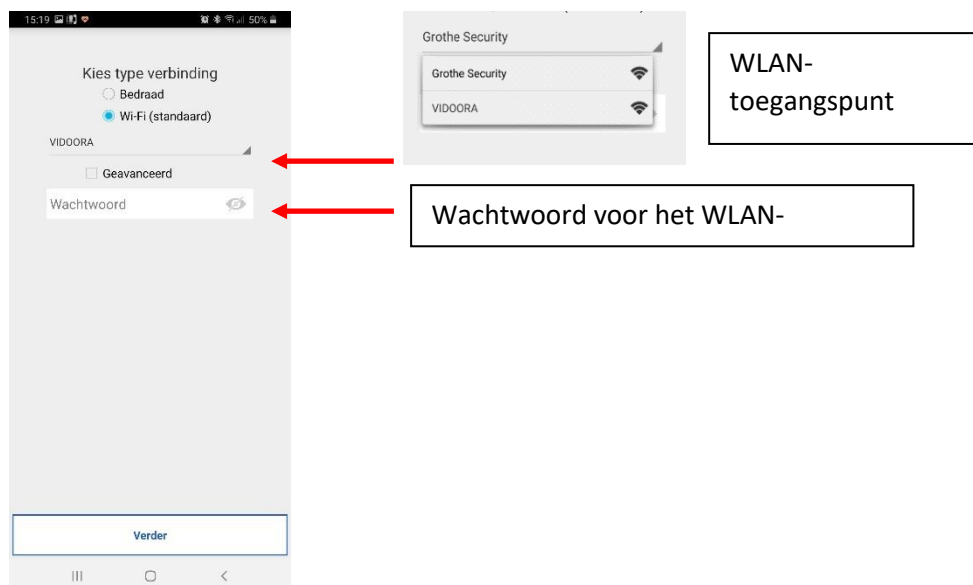 15:19 50%
Kies type verbinding
Bedraad
Wi-Fi (standaard)
VIDOORA
Geavanceerd
Wachtwoord
Verder
Grothe Security
Grothe Security
VIDOORA
WLAN-
toegangspunt
Wachtwoord voor het WLAN-